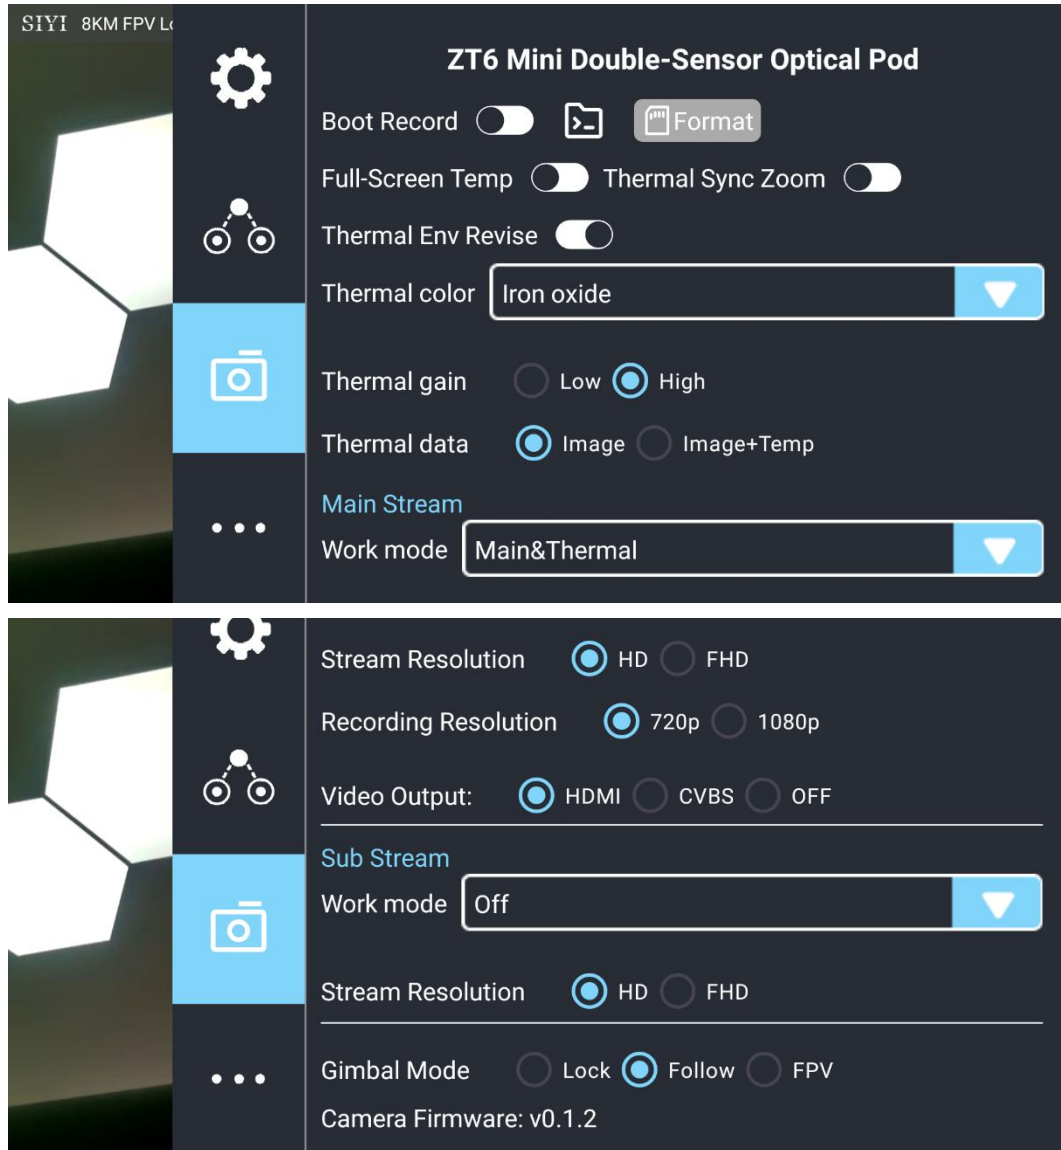 SIYI 8KM FPV
ZT6 Mini Double-Sensor Optical Pod
Boot Record Format
Full-Screen Temp Thermal Sync Zoom
Thermal Env Revise
Thermal color Iron oxide
Thermal gain Low High
Thermal data Image Image+Temp
Main Stream
Work mode Main&Thermal
Stream Resolution HD FHD
Recording Resolution 720p 1080p
Video Output: HDMI CVBS OFF
Sub Stream
Work mode Off
Stream Resolution HD FHD
Gimbal Mode Lock Follow FPV
Camera Firmware: v0.1.2